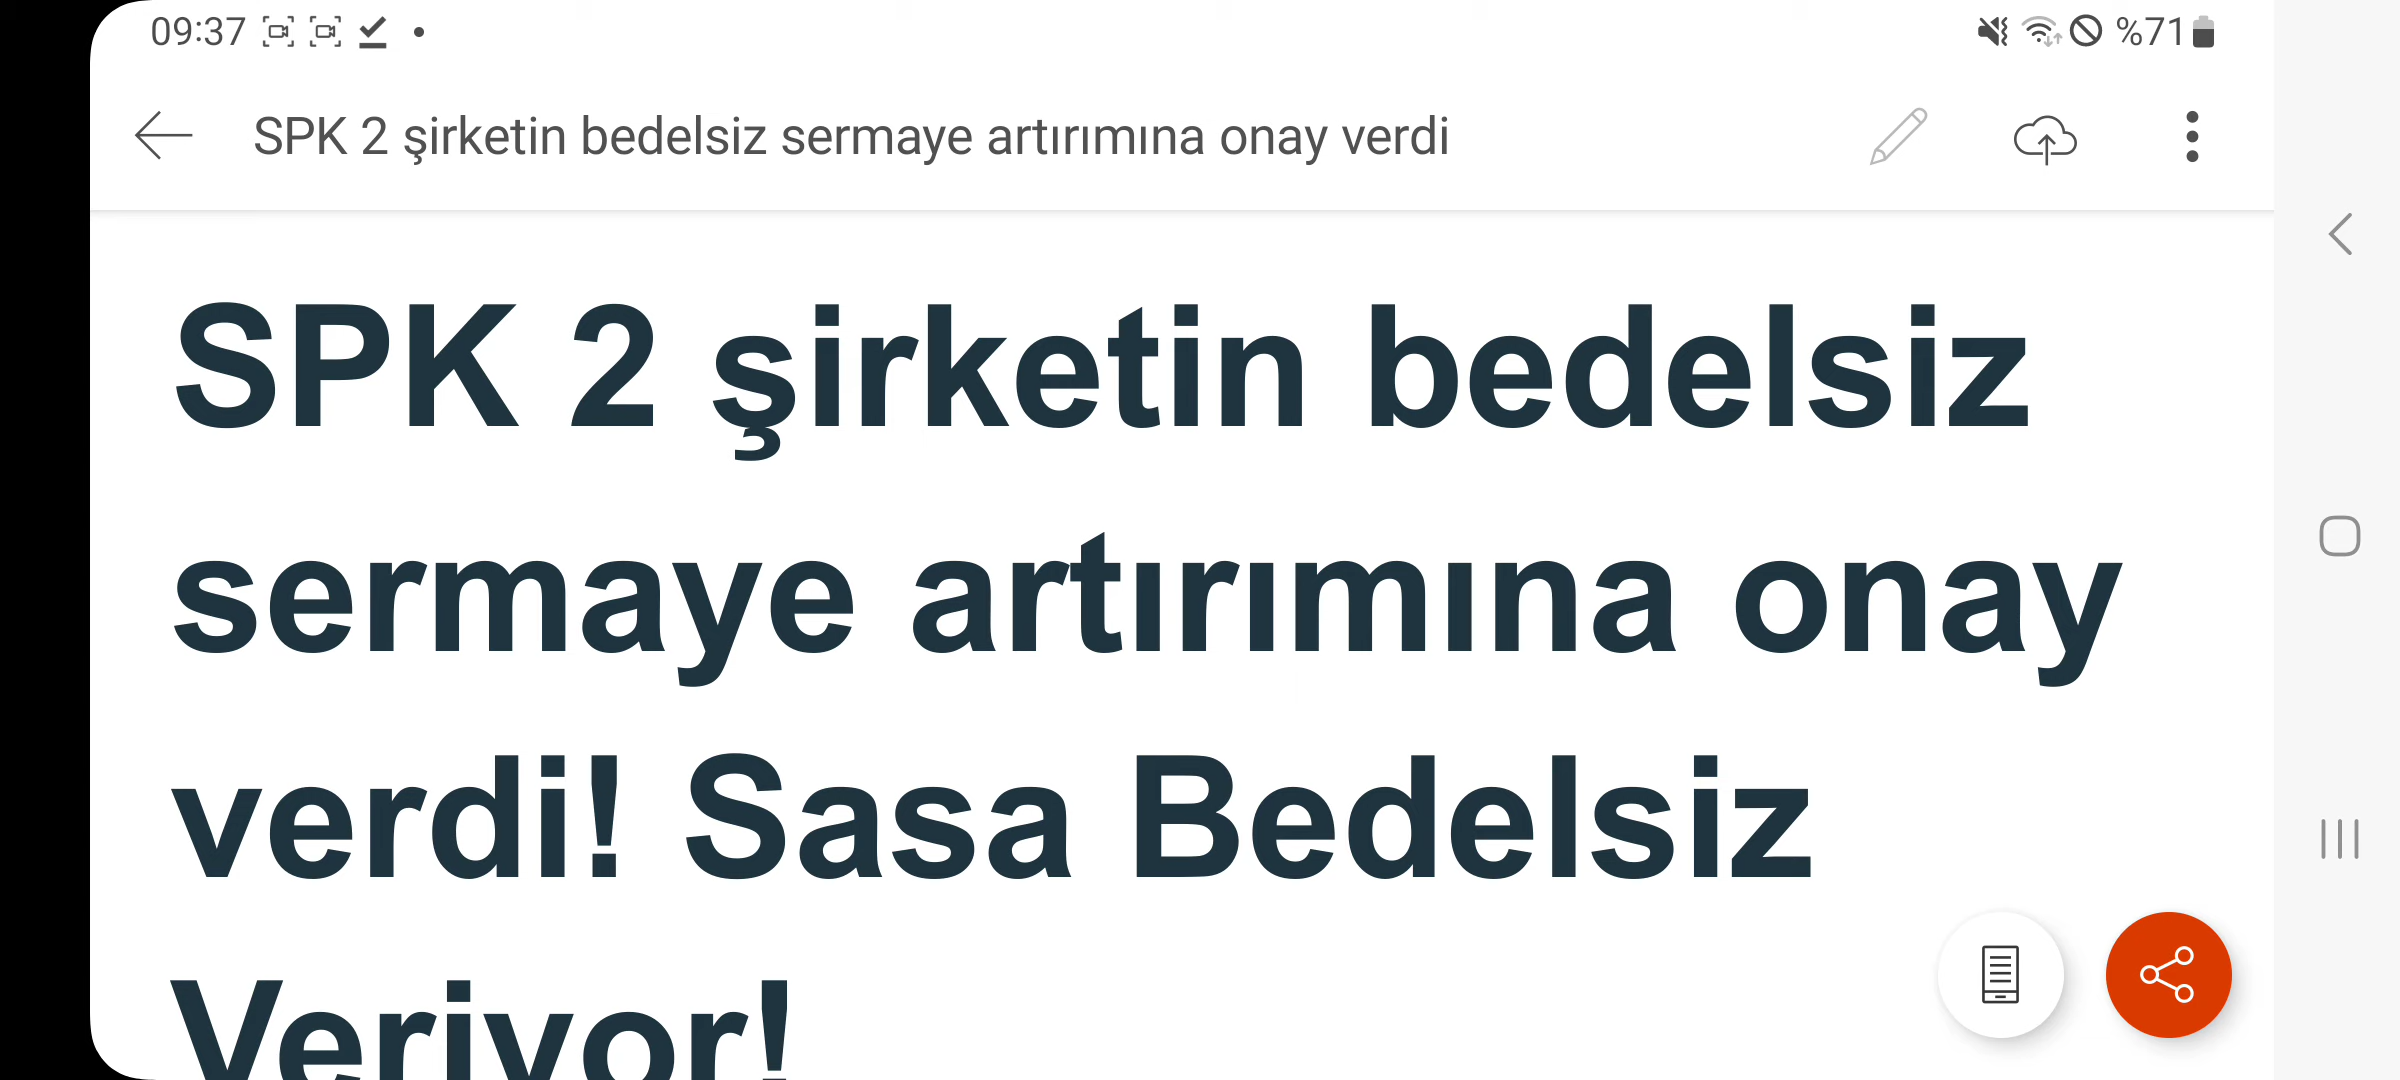 09:37
%71
SPK 2 şirketin bedelsiz sermaye artırımına onay verdi
SPK 2 şirketin bedelsiz
sermaye artırımına onay
verdi! Sasa Bedelsiz
Veriyor!